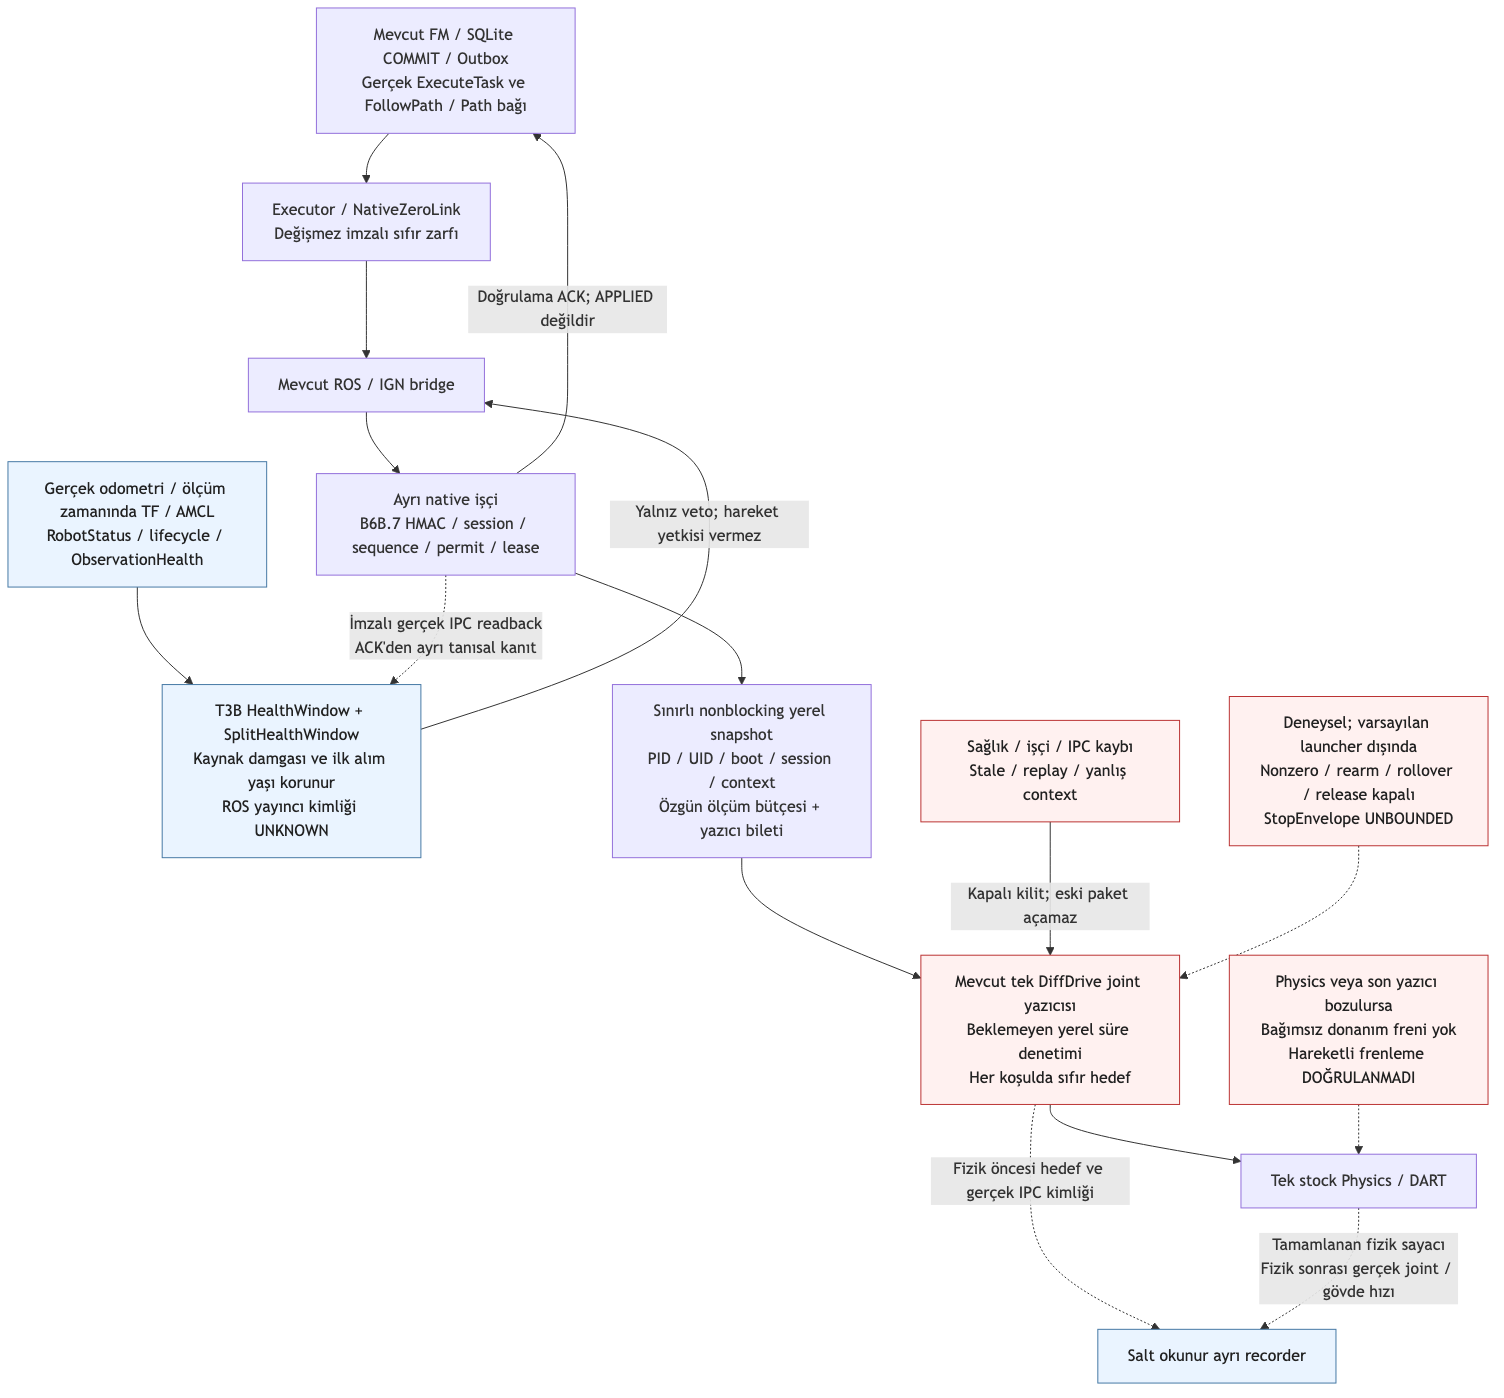 Mevcut FM / SQLite
COMMIT / Outbox
Gerçek ExecuteTask ve
FollowPath / Path bağı
Executor / NativeZeroLink
Değişmez imzalı sıfır zarfı
Doğrulama ACK; APPLIED
değildir
Mevcut ROS / IGN bridge
Gerçek odometri / ölçüm
zamanında TF / AMCL
RobotStatus / lifecycle /
ObservationHealth
Ayrı native işçi
B6B.7 HMAC / session /
sequence / permit / lease
Yalnız veto; hareket
yetkisi vermez
İmzalı gerçek IPC readback
ACK'den ayrı tanısal kanıt
T3B HealthWindow +
SplitHealthWindow
Kaynak damgası ve ilk alım
yaşı korunur
ROS yayıncı kimliği
UNKNOWN
Sınırlı nonblocking yerel
snapshot
PID / UID / boot / session
/ context
Özgün ölçüm bütçesi +
yazıcı bileti
Sağlık / işçi / IPC kaybı
Stale / replay / yanlış
context
Deneysel; varsayılan
launcher dışında
Nonzero / rearm / rollover
/ release kapalı
StopEnvelope UNBOUNDED
Kapalı kilit; eski paket
açamaz
Mevcut tek DiffDrive joint
yazıcısı
Beklemeyen yerel süre
denetimi
Her koşulda sıfır hedef
Physics veya son yazıcı
bozulursa
Bağımsız donanım freni yok
Hareketli frenleme
DOĞRULANMADI
Fizik öncesi hedef ve
gerçek IPC kimliği
Tek stock Physics / DART
Tamamlanan fizik sayacı
Fizik sonrası gerçek joint /
gövde hızı
Salt okunur ayrı recorder